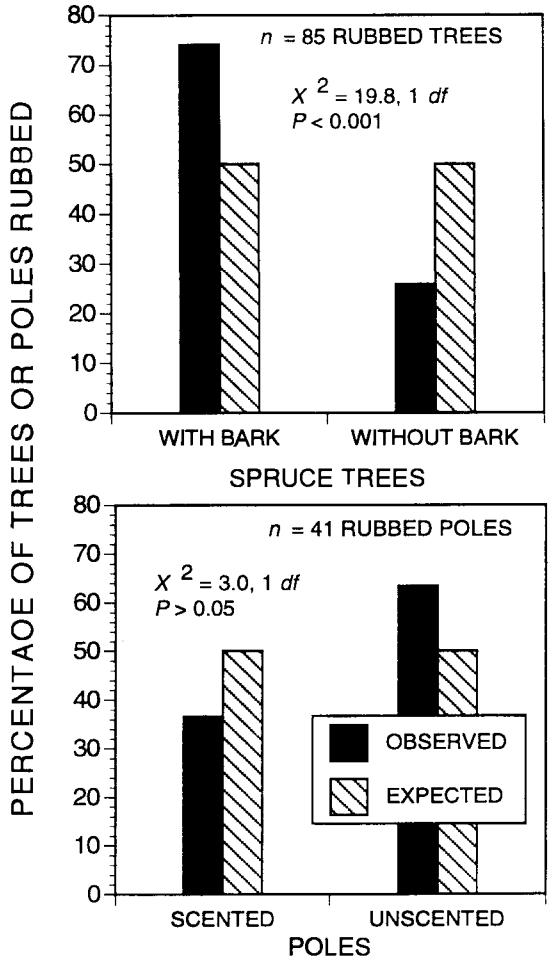 PERCENTAOE OF TREES OR POLES RUBBED
80
70
60
50
40
30
20
10
0
n = 85 RUBBED TREES
X 2 = 19.8, 1 df
P < 0.001
WITH BARK
WITHOUT BARK
SPRUCE TREES
80
70
60
50
40
30
20
10
0
n = 41 RUBBED POLES
X 2 = 3.0, 1 df
P > 0.05
OBSERVED
EXPECTED
SCENTED
UNSCENTED
POLES